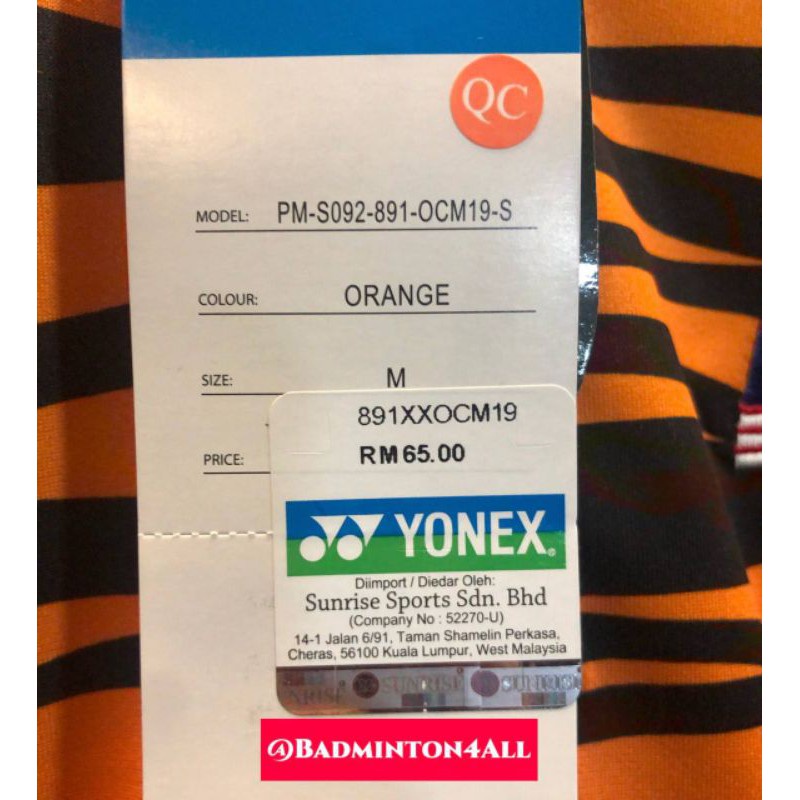 QC
MODEL: PM-S092-891-OCM19-S
COLOUR: ORANGE
SIZE: M
891XXOCM19
PRICE: RM65.00
YONEX®
Diimport / Diedar Oleh:
Sunrise Sports Sdn. Bhd
(Company No : 52270-U)
14-1 Jalan 6/91, Taman Shamelin Perkasa,
Cheras, 56100 Kuala Lumpur, West Malaysia
SUNRISE SUNRISE
@BADMINTON4ALL